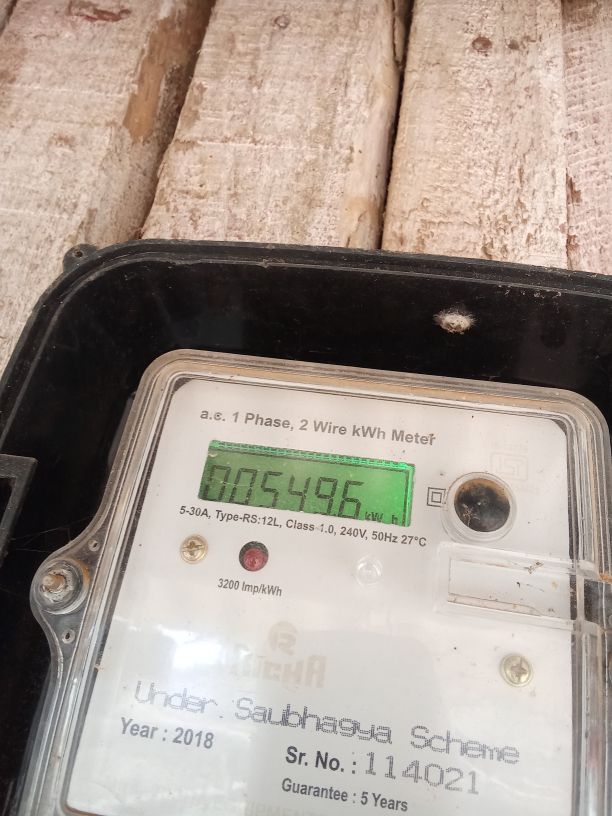 a.c. 1 Phase, 2 Wire kWh Meter
005496 kW h
5-30A, Type-RS:12L, Class 1.0, 240V, 50Hz 27°C
3200 Imp/kWh
Under Saubhagya Scheme
Year : 2018
Sr. No. : 114021
Guarantee : 5 Years